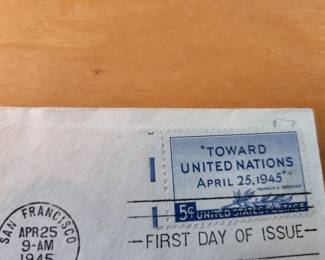 "TOWARD
UNITED NATIONS
APRIL 25, 1945"
FRANKLIN D. ROOSEVELT
5¢ UNITED STATES POSTAGE
SAN FRANCISCO
APR 25
9-AM
1945
—FIRST DAY OF ISSUE—